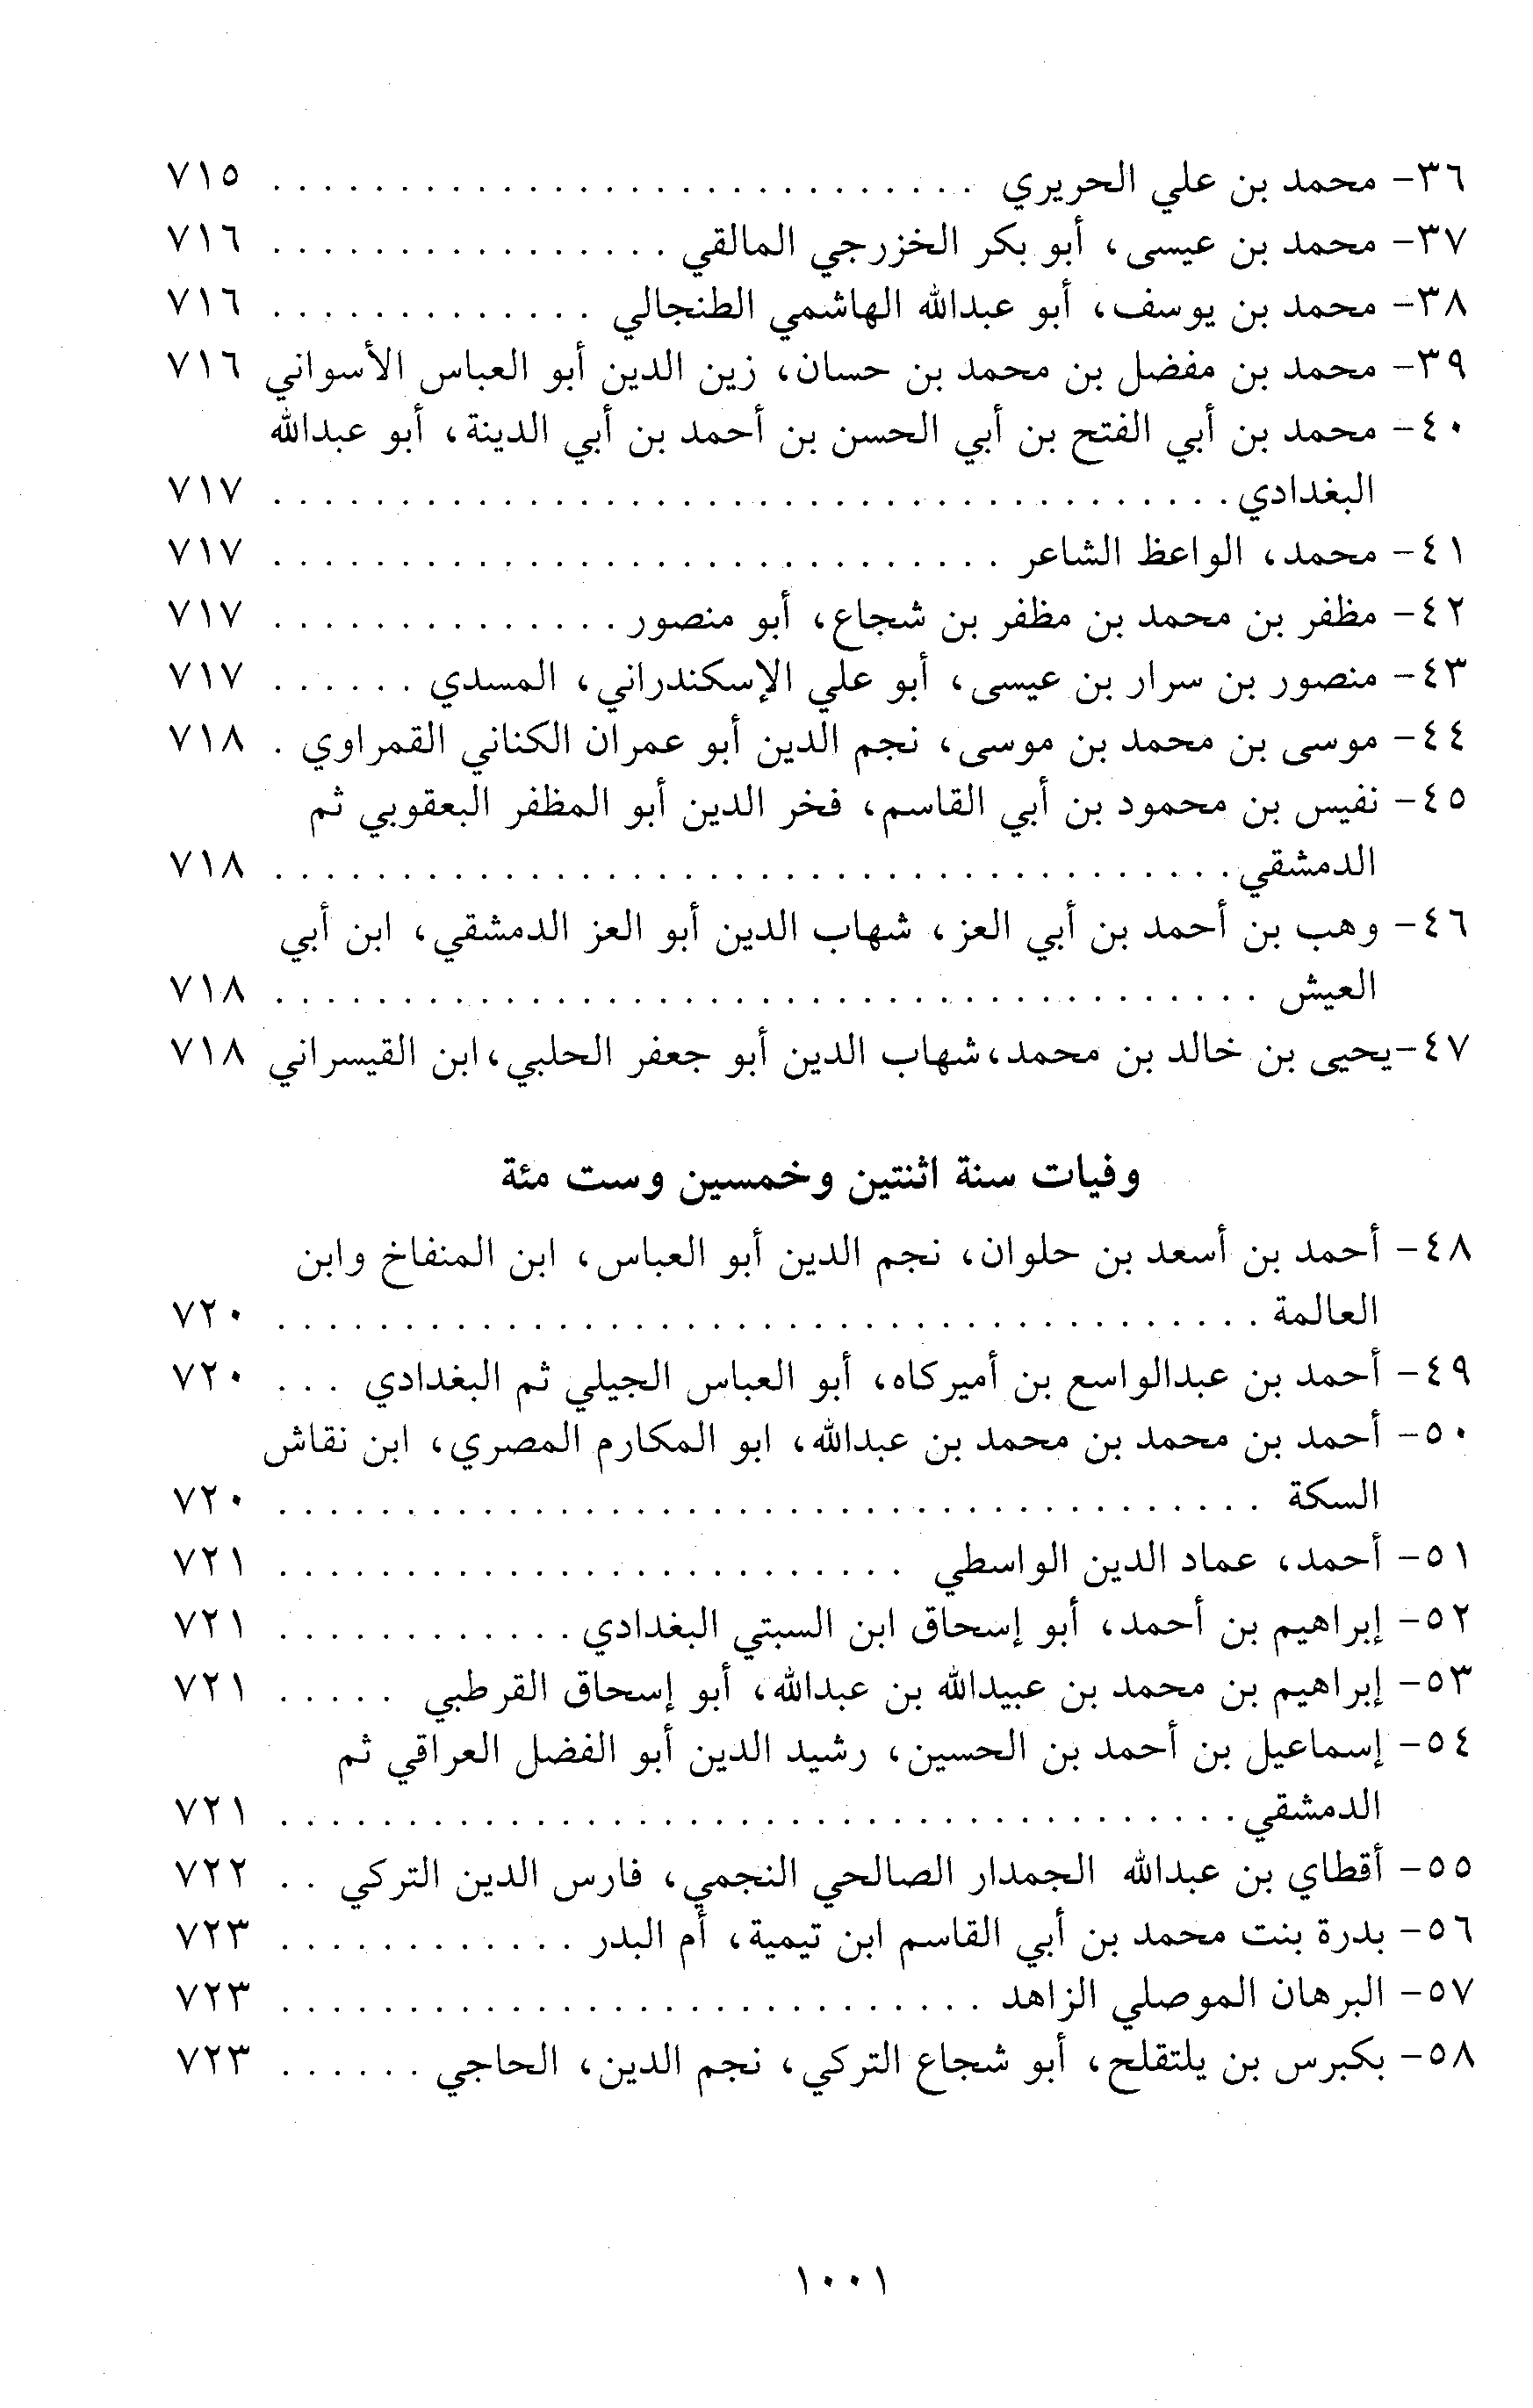 ٣٦- محمد بن علي الحريري . . . . . . . . . . . . . . . . . . . . . . . . . . . . ٧١٥
٣٧- محمد بن عيسى، أبو بكر الخزرجي المالقي . . . . . . . . . . . . . . . . ٧١٦
٣٨- محمد بن يوسف، أبو عبدالله الهاشمي الطنجالي . . . . . . . . . . . . . ٧١٦
٣٩- محمد بن مفضل بن محمد بن حسان، زين الدين أبو العباس الأسواني ٧١٦
٤٠- محمد بن أبي الفتح بن أبي الحسن بن أحمد بن أبي الدينة، أبو عبدالله
البغدادي . . . . . . . . . . . . . . . . . . . . . . . . . . . . . . . . . . . . . . ٧١٧
٤١- محمد، الواعظ الشاعر . . . . . . . . . . . . . . . . . . . . . . . . . . . . . ٧١٧
٤٢- مظفر بن محمد بن مظفر بن شجاع، أبو منصور . . . . . . . . . . . . . . ٧١٧
٤٣- منصور بن سرار بن عيسى، أبو علي الإسكندراني، المسدي . . . . . . ٧١٧
٤٤- موسى بن محمد بن موسى، نجم الدين أبو عمران الكناني القمراوي . ٧١٨
٤٥- نفيس بن محمود بن أبي القاسم، فخر الدين أبو المظفر البعقوبي ثم
الدمشقي . . . . . . . . . . . . . . . . . . . . . . . . . . . . . . . . . . . . . . ٧١٨
٤٦- وهب بن أحمد بن أبي العز، شهاب الدين أبو العز الدمشقي، ابن أبي
العيش . . . . . . . . . . . . . . . . . . . . . . . . . . . . . . . . . . . . . . . ٧١٨
٤٧-يحيى بن خالد بن محمد،شهاب الدين أبو جعفر الحلبي،ابن القيسراني ٧١٨
وفيات سنة اثنتين وخمسين وست مئة
٤٨- أحمد بن أسعد بن حلوان، نجم الدين أبو العباس، ابن المنفاخ وابن
العالمة . . . . . . . . . . . . . . . . . . . . . . . . . . . . . . . . . . . . . . . ٧٢٠
٤٩- أحمد بن عبدالواسع بن أميركاه، أبو العباس الجيلي ثم البغدادي . . . ٧٢٠
٥٠- أحمد بن محمد بن محمد بن عبدالله، ابو المكارم المصري، ابن نقاش
السكة . . . . . . . . . . . . . . . . . . . . . . . . . . . . . . . . . . . . . . . ٧٢٠
٥١- أحمد، عماد الدين الواسطي . . . . . . . . . . . . . . . . . . . . . . . . . ٧٢١
٥٢- إبراهيم بن أحمد، أبو إسحاق ابن السبتي البغدادي . . . . . . . . . . . . ٧٢١
٥٣- إبراهيم بن محمد بن عبيدالله بن عبدالله، أبو إسحاق القرطبي . . . . . ٧٢١
٥٤- إسماعيل بن أحمد بن الحسين، رشيد الدين أبو الفضل العراقي ثم
الدمشقي . . . . . . . . . . . . . . . . . . . . . . . . . . . . . . . . . . . . . . ٧٢١
٥٥- أقطاي بن عبدالله الجمدار الصالحي النجمي، فارس الدين التركي . . ٧٢٢
٥٦- بدرة بنت محمد بن أبي القاسم ابن تيمية، أم البدر . . . . . . . . . . . . ٧٢٣
٥٧- البرهان الموصلي الزاهد . . . . . . . . . . . . . . . . . . . . . . . . . . . . ٧٢٣
٥٨- بكبرس بن يلتقلح، أبو شجاع التركي، نجم الدين، الحاجي . . . . . . ٧٢٣
١٠٠١